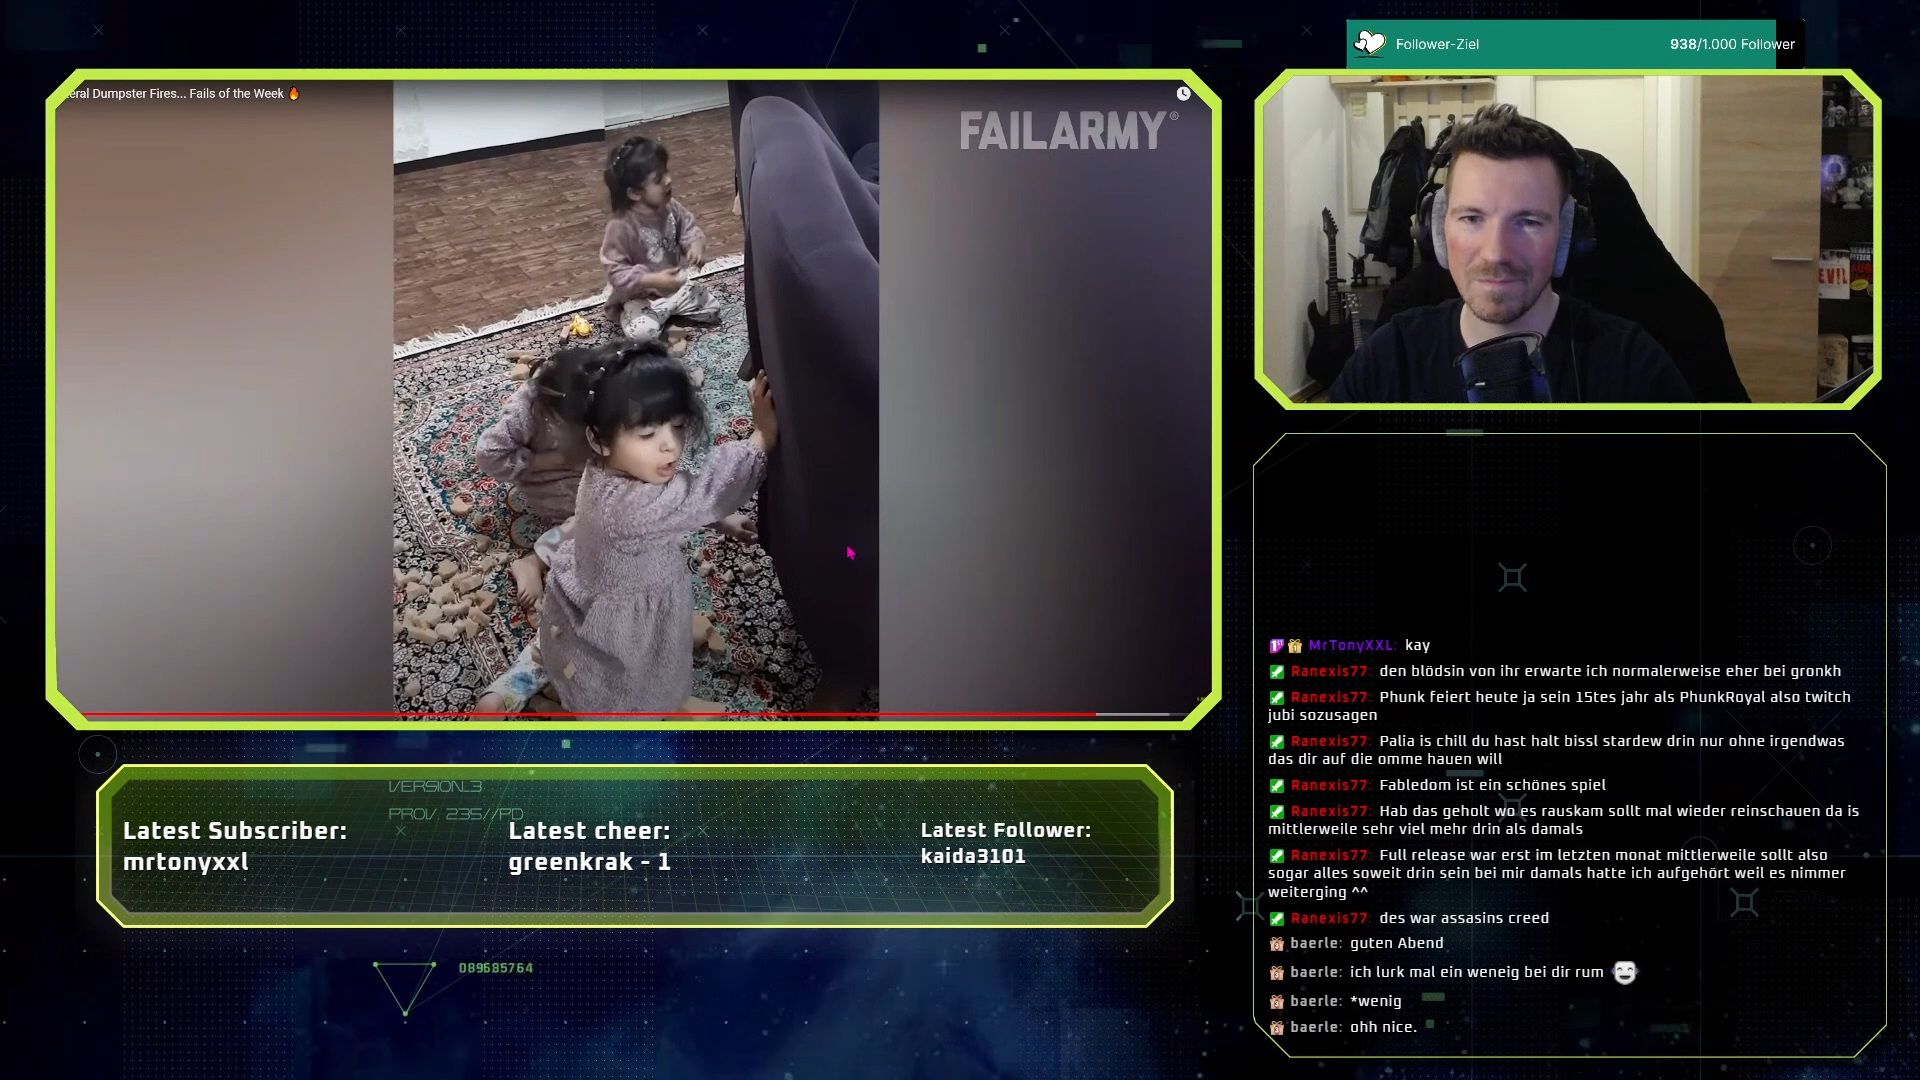 Follower-Ziel
938/1.000 Follower
eral Dumpster Fires... Fails of the Week 🔥
FAILARMY®
EVIL
MrTonyXXL: kay
Ranexis77: den blödsin von ihr erwarte ich normalerweise eher bei gronkh
Ranexis77: Phunk feiert heute ja sein 15tes jahr als PhunkRoyal also twitch
jubi sozusagen
Ranexis77: Palia is chill du hast halt bissl stardew drin nur ohne irgendwas
das dir auf die omme hauen will
Ranexis77: Fabledom ist ein schönes spiel
Ranexis77: Hab das geholt wo es rauskam sollt mal wieder reinschauen da is
mittlerweile sehr viel mehr drin als damals
Ranexis77: Full release war erst im letzten monat mittlerweile sollt also
sogar alles soweit drin sein bei mir damals hatte ich aufgehört weil es nimmer
weiterging ^^
Ranexis77: des war assasins creed
baerle: guten Abend
baerle: ich lurk mal ein weneig bei dir rum
baerle: *wenig
baerle: ohh nice.
VERSION_3
PROV. 235//PD
Latest Subscriber:
mrtonyxxl
Latest cheer:
greenkrak - 1
Latest Follower:
kaida3101
089685764